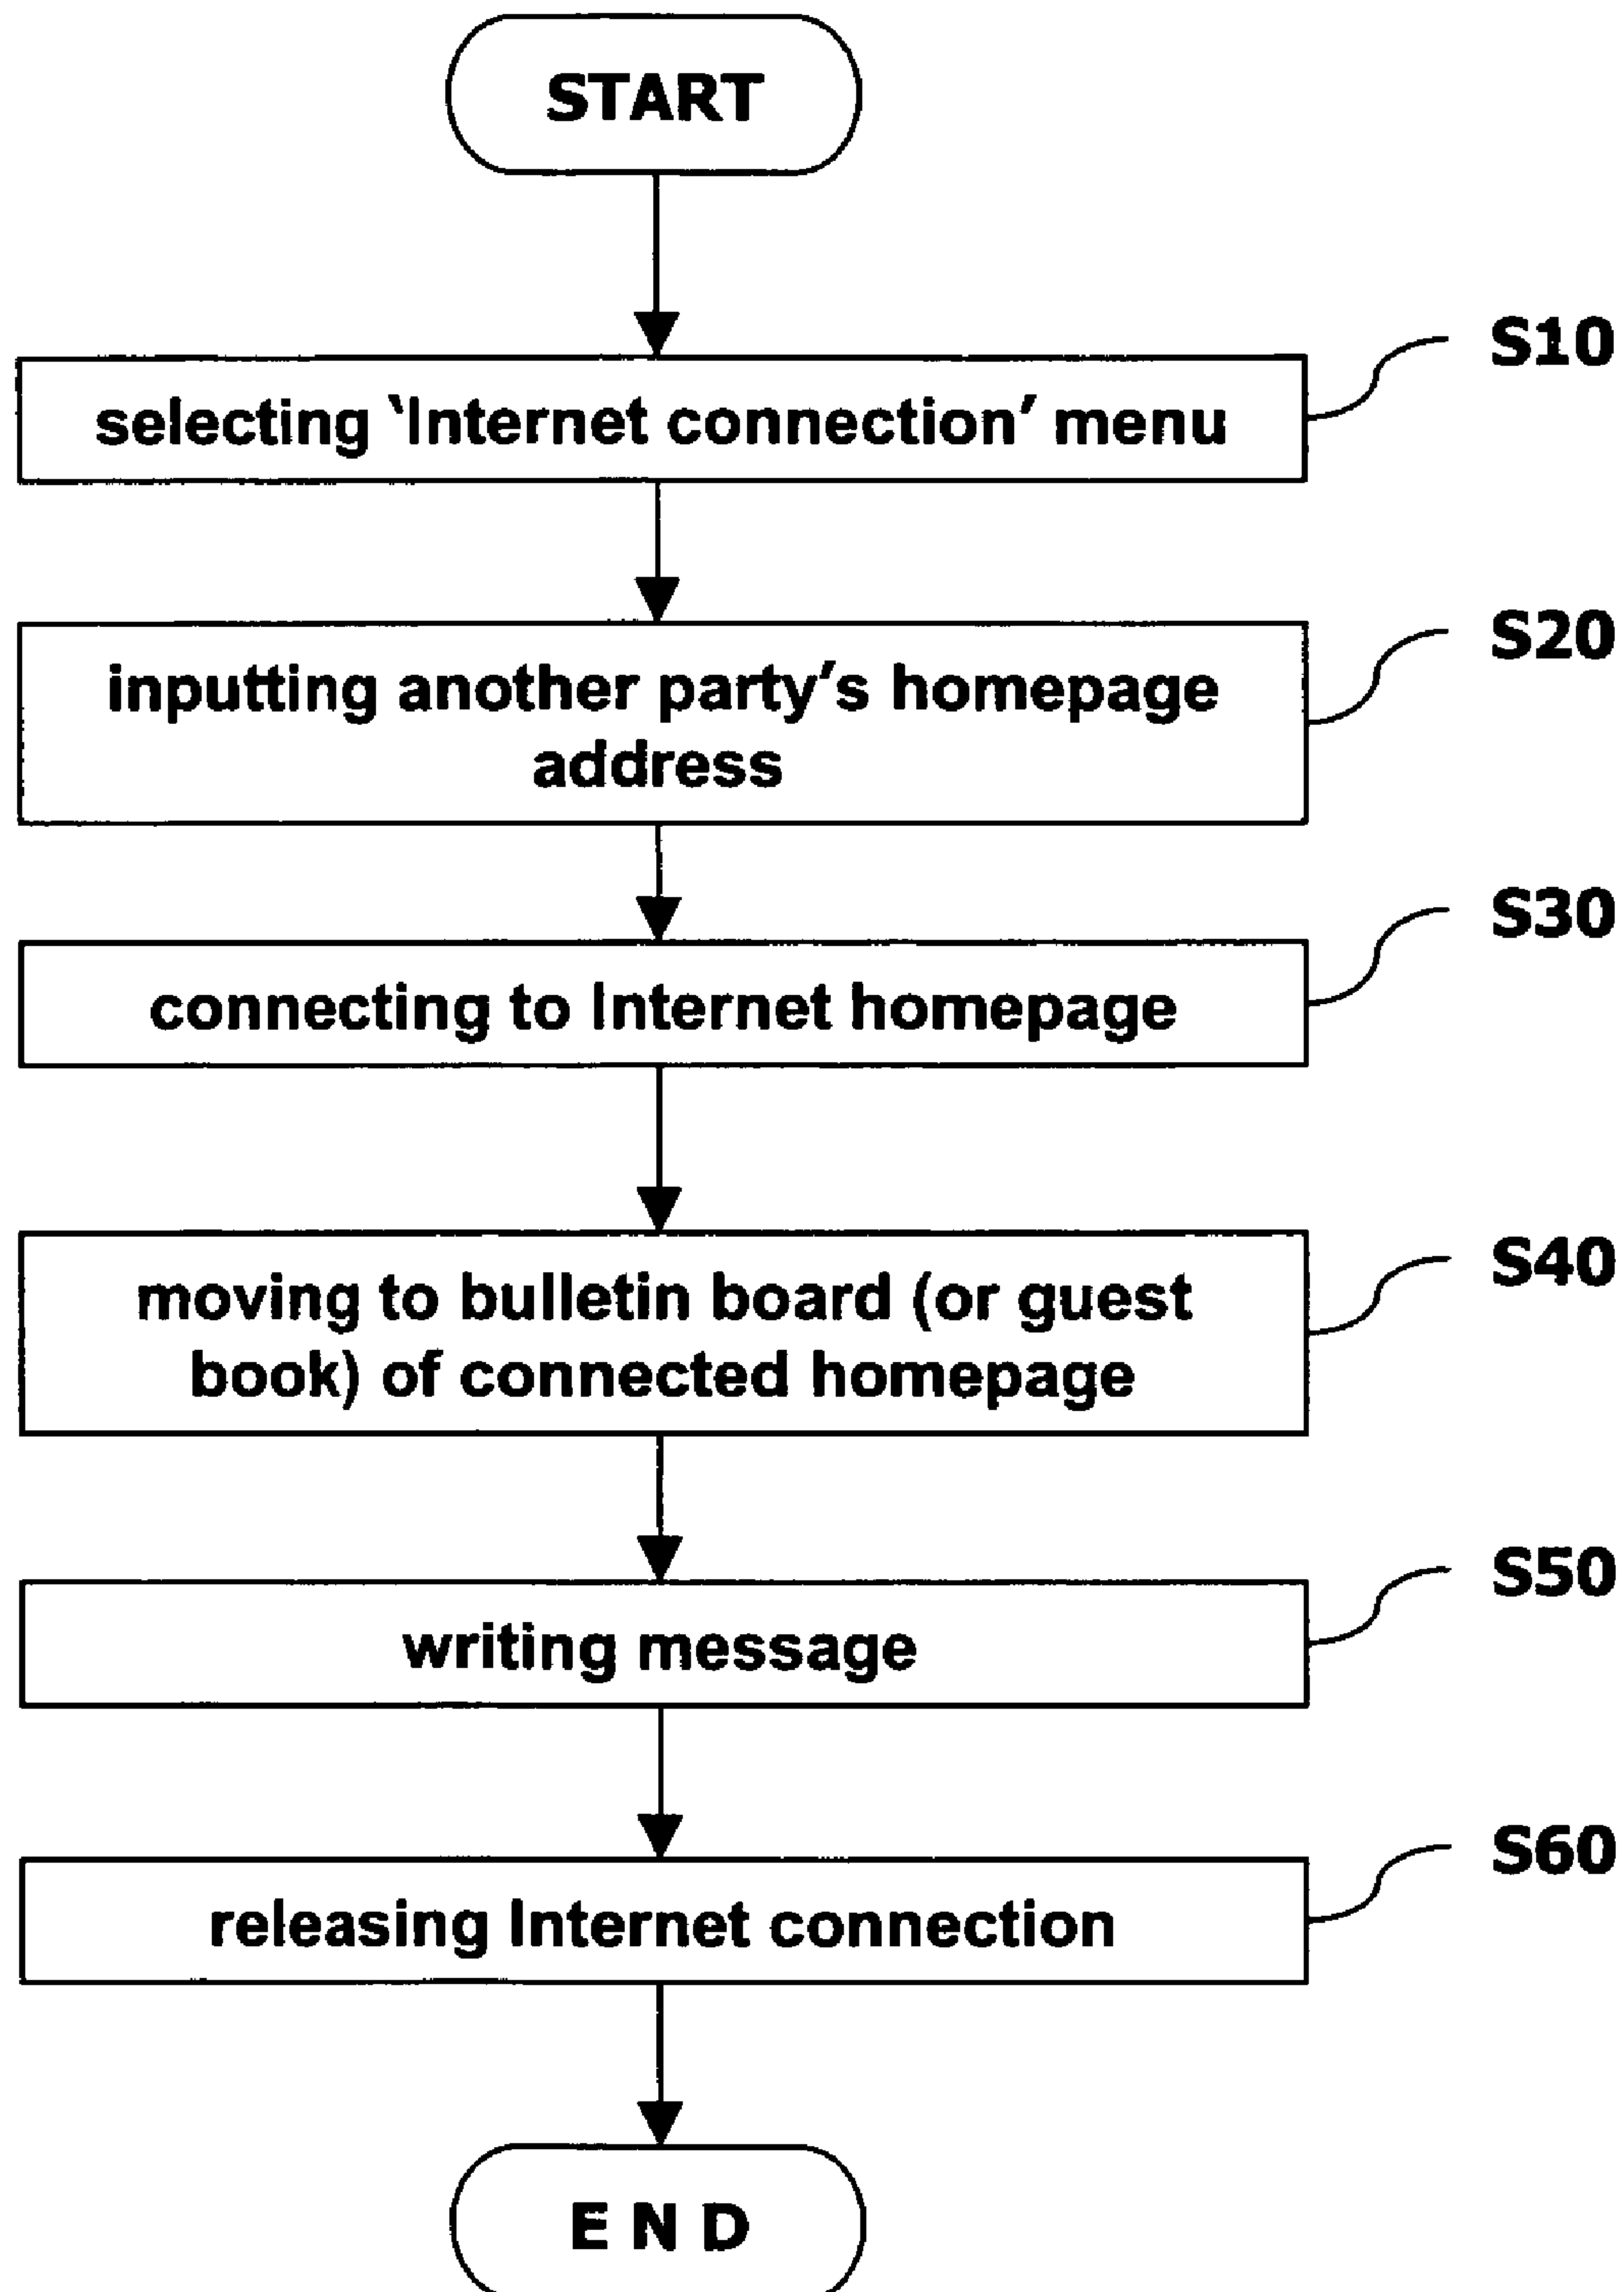 START
S10
selecting ‘Internet connection’ menu
S20
inputting another party’s homepage
address
S30
connecting to Internet homepage
S40
moving to bulletin board (or guest
book) of connected homepage
S50
writing message
S60
releasing Internet connection
E N D